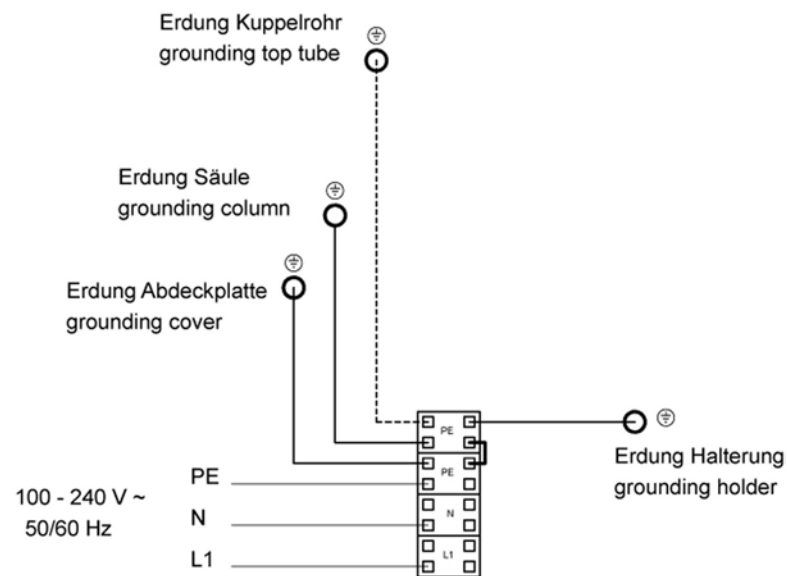 Erdung Kuppelrohr
grounding top tube
Erdung Säule
grounding column
Erdung Abdeckplatte
grounding cover
PE
PE
N
L1
Erdung Halterung
grounding holder
100 - 240 V ~
50/60 Hz
PE
N
L1